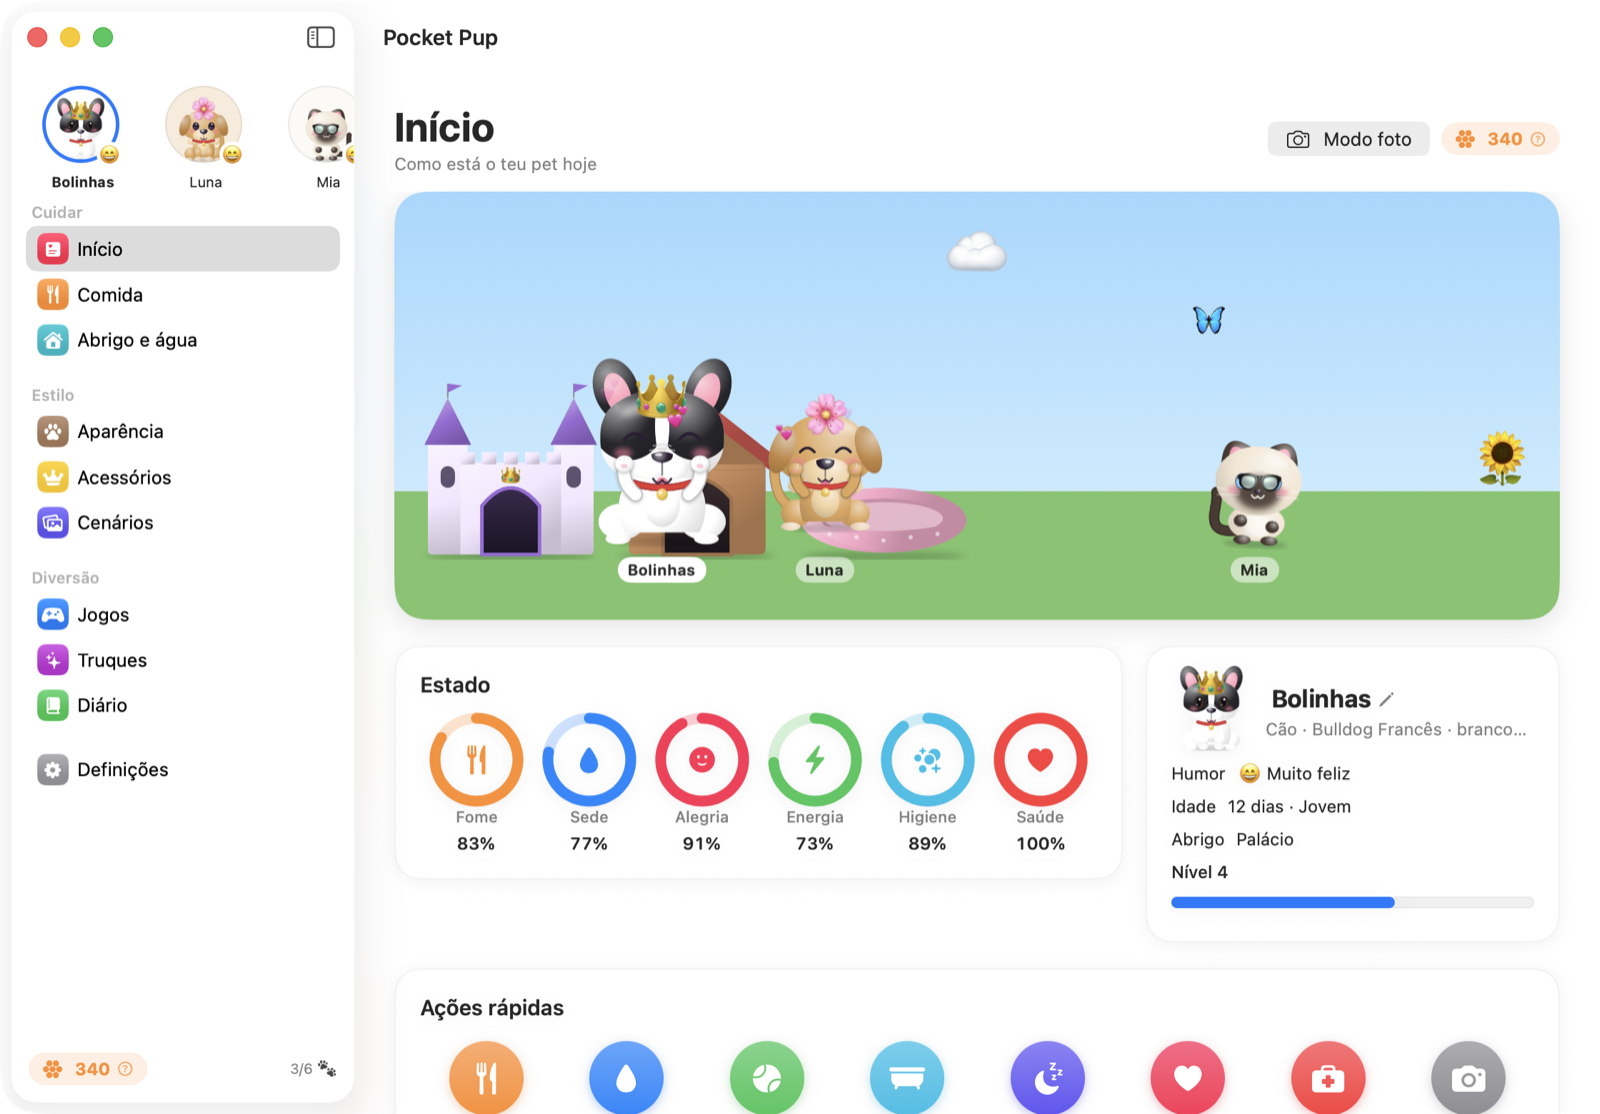 Pocket Pup
Bolinhas
Luna
Mia
Cuidar
Início
Comida
Abrigo e água
Estilo
Aparência
Acessórios
Cenários
Diversão
Jogos
Truques
Diário
Definições
340
3/6
Início
Como está o teu pet hoje
Modo foto
340
Bolinhas
Luna
Mia
Estado
Fome
83%
Sede
77%
Alegria
91%
Energia
73%
Higiene
89%
Saúde
100%
Bolinhas
Cão · Bulldog Francês · branco...
Humor 😄 Muito feliz
Idade 12 dias · Jovem
Abrigo Palácio
Nível 4
Ações rápidas